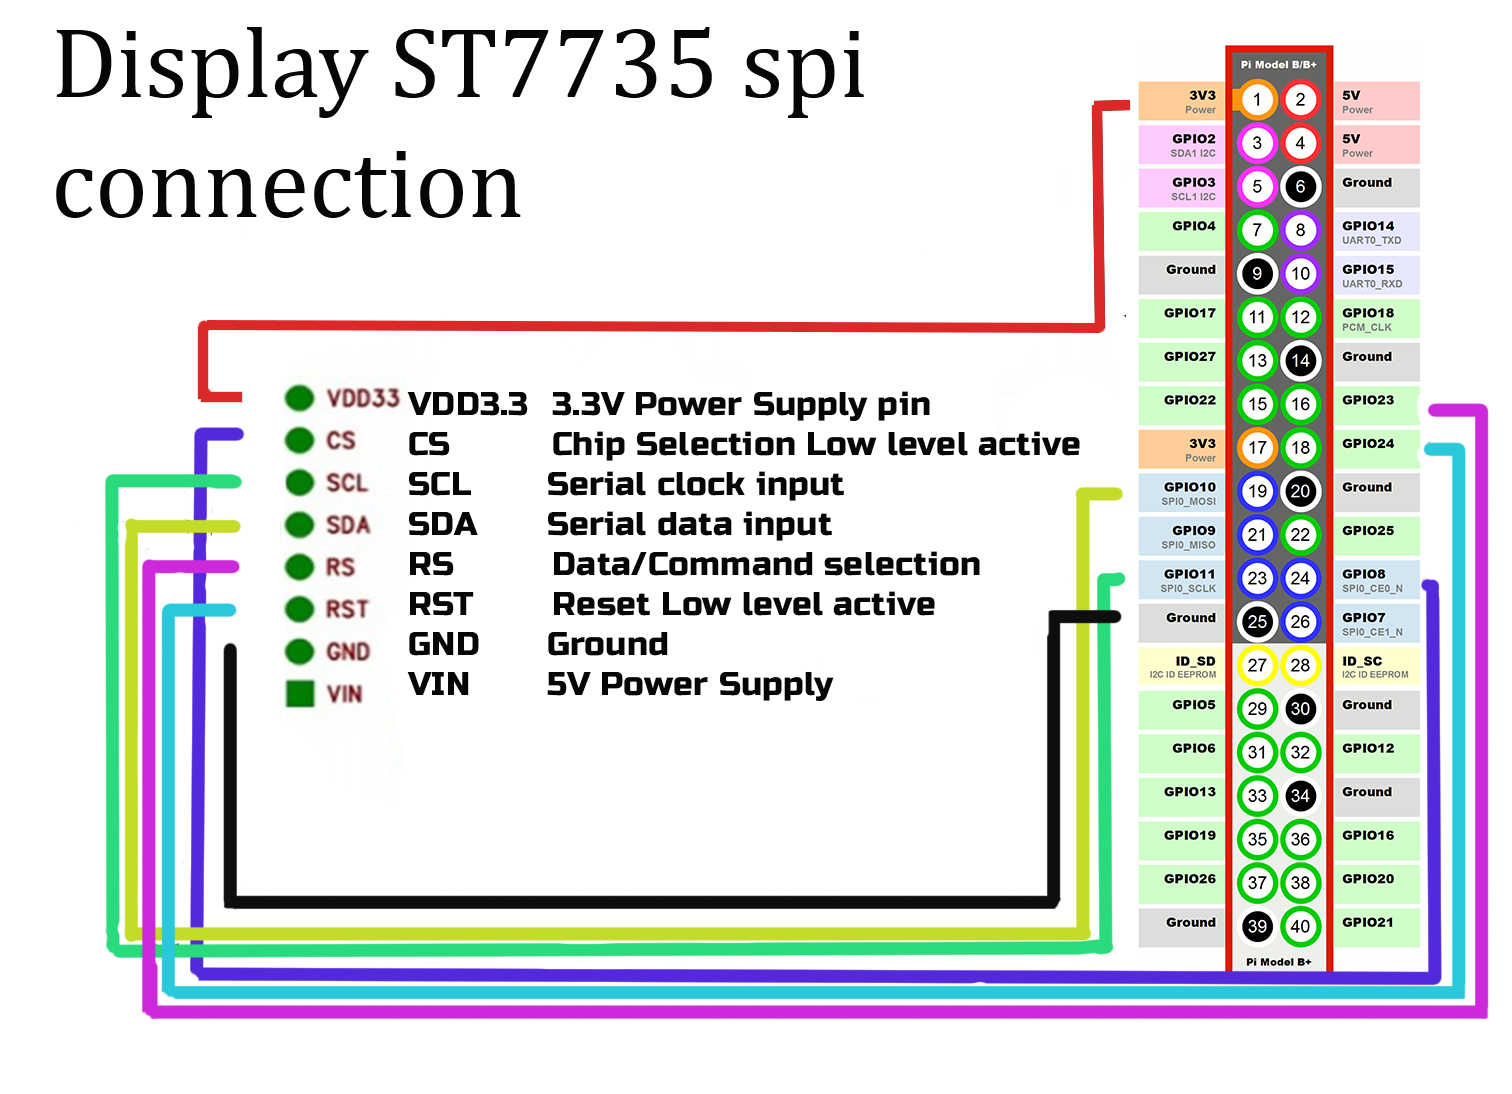 Display ST7735 spi
connection
VDD33 VDD3.3 3.3V Power Supply pin
CS CS Chip Selection Low level active
SCL SCL Serial clock input
SDA SDA Serial data input
RS RS Data/Command selection
RST RST Reset Low level active
GND GND Ground
VIN VIN 5V Power Supply
Pi Model B/B+
3V3 1 2 5V
Power Power
GPIO2 3 4 5V
SDA1 I2C Power
GPIO3 5 6 Ground
SCL1 I2C
GPIO4 7 8 GPIO14
UART0_TXD
Ground 9 10 GPIO15
UART0_RXD
GPIO17 11 12 GPIO18
PCM_CLK
GPIO27 13 14 Ground
GPIO22 15 16 GPIO23
3V3 17 18 GPIO24
Power
GPIO10 19 20 Ground
SPI0_MOSI
GPIO9 21 22 GPIO25
SPI0_MISO
GPIO11 23 24 GPIO8
SPI0_SCLK SPI0_CE0_N
Ground 25 26 GPIO7
SPI0_CE1_N
ID_SD 27 28 ID_SC
I2C ID EEPROM I2C ID EEPROM
GPIO5 29 30 Ground
GPIO6 31 32 GPIO12
GPIO13 33 34 Ground
GPIO19 35 36 GPIO16
GPIO26 37 38 GPIO20
Ground 39 40 GPIO21
Pi Model B+